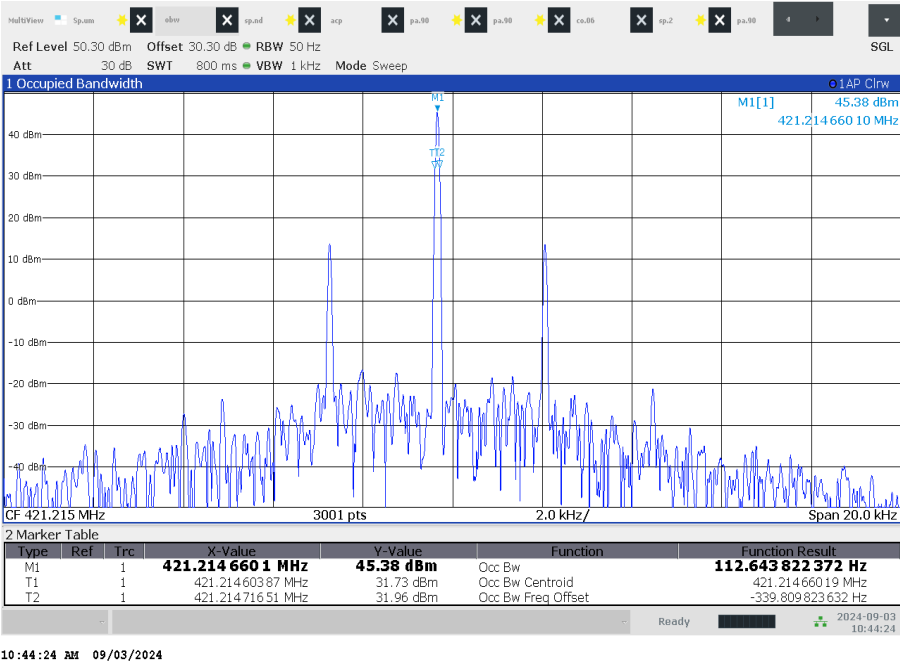 MultiView Sp.um obw sp.nd acp pa.90 pa.90 co.06 sp.2 pa.90
Ref Level 50.30 dBm Offset 30.30 dB RBW 50 Hz SGL
Att 30 dB SWT 800 ms VBW 1 kHz Mode Sweep
1 Occupied Bandwidth 1AP Clrw
M1 M1[1] 45.38 dBm
421.214 660 10 MHz
40 dBm
TT2
30 dBm
20 dBm
10 dBm
0 dBm
-10 dBm
-20 dBm
-30 dBm
-40 dBm
CF 421.215 MHz 3001 pts 2.0 kHz/ Span 20.0 kHz
2 Marker Table
Type Ref Trc X-Value Y-Value Function Function Result
M1 1 421.214 660 1 MHz 45.38 dBm Occ Bw 112.643 822 372 Hz
T1 1 421.214 603 87 MHz 31.73 dBm Occ Bw Centroid 421.214 660 19 MHz
T2 1 421.214 716 51 MHz 31.96 dBm Occ Bw Freq Offset -339.809 823 632 Hz
Ready 2024-09-03
10:44:24
10:44:24 AM 09/03/2024